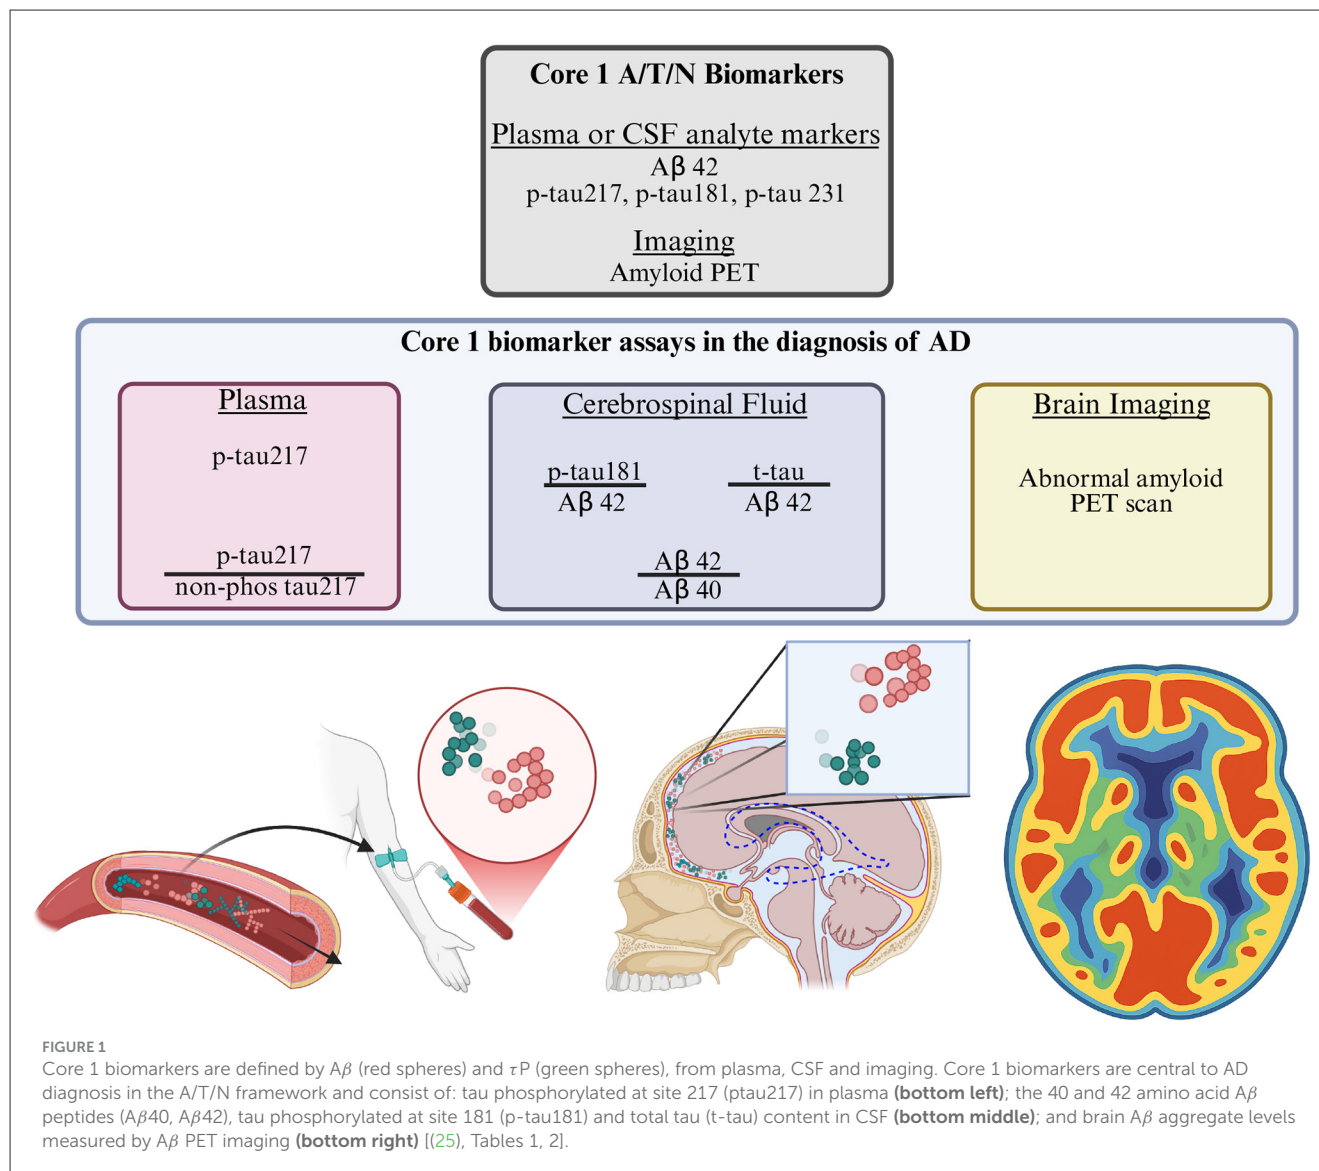 Core 1 A/T/N Biomarkers
Plasma or CSF analyte markers
Aβ 42
p-tau217, p-tau181, p-tau 231
Imaging
Amyloid PET
Core 1 biomarker assays in the diagnosis of AD
Plasma
p-tau217
p-tau217
non-phos tau217
Cerebrospinal Fluid
p-tau181
Aβ 42
t-tau
Aβ 42
Aβ 42
Aβ 40
Brain Imaging
Abnormal amyloid
PET scan
FIGURE 1
Core 1 biomarkers are defined by Aβ (red spheres) and τP (green spheres), from plasma, CSF and imaging. Core 1 biomarkers are central to AD
diagnosis in the A/T/N framework and consist of: tau phosphorylated at site 217 (ptau217) in plasma (bottom left); the 40 and 42 amino acid Aβ
peptides (Aβ40, Aβ42), tau phosphorylated at site 181 (p-tau181) and total tau (t-tau) content in CSF (bottom middle); and brain Aβ aggregate levels
measured by Aβ PET imaging (bottom right) [(25), Tables 1, 2].